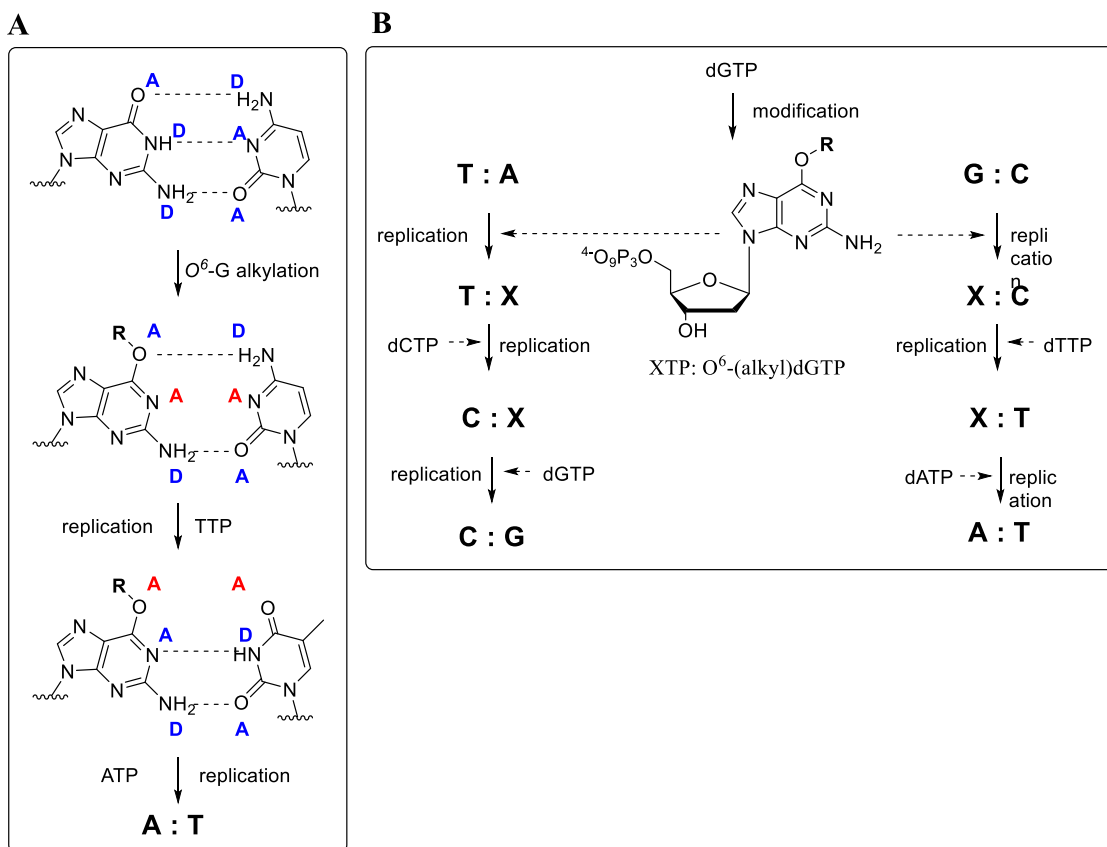 A
A D
O H2N
N D A
NH N
N N NH2 O N
D A
O6-G alkylation
R A D
O H2N
N N A A N
N N NH2 O N
D A
replication TTP
R A A
O O
N A D
N HN
N N NH2 O N
D A
ATP replication
A : T
B
dGTP
modification
R
O
T : A
G : C
N N
N N NH2
replication
repli
catio
n
4-O9P3O
O
OH
T : X
X : C
dCTP replication
XTP: O6-(alkyl)dGTP
replication dTTP
C : X
X : T
replication dGTP
dATP replic
ation
C : G
A : T